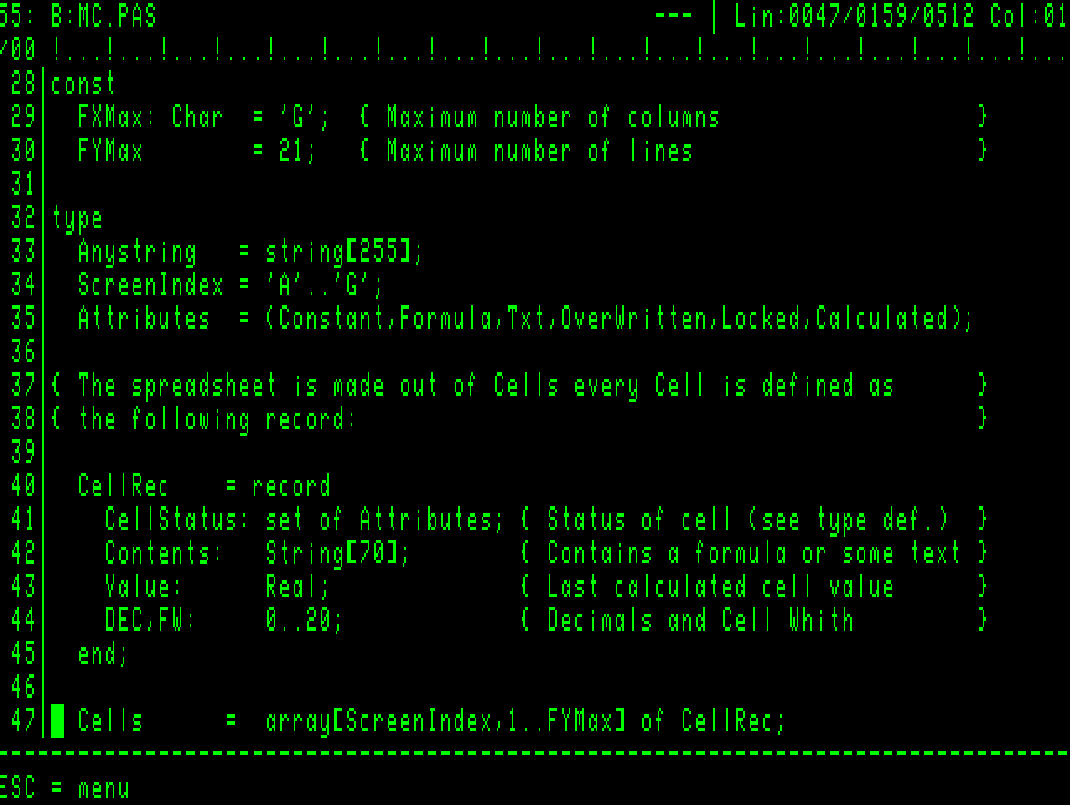 55: B:MC.PAS --- | Lin:0047/0159/0512 Col:01
/00 !...!...!...!...!...!...!...!...!...!...!...!...!...!...!...!...!...!...!...
28|const
29|  FXMax: Char  = 'G';  { Maximum number of columns                   }
30|  FYMax        = 21;   { Maximum number of lines                     }
31|
32|type
33|  Anystring   = string[255];
34|  ScreenIndex = 'A'..'G';
35|  Attributes  = (Constant,Formula,Txt,OverWritten,Locked,Calculated);
36|
37|{ The spreadsheet is made out of Cells every Cell is defined as      }
38|{ the following record:                                              }
39|
40|  CellRec    = record
41|    CellStatus: set of Attributes; { Status of cell (see type def.)  }
42|    Contents:   String[70];        { Contains a formula or some text }
43|    Value:      Real;              { Last calculated cell value      }
44|    DEC,FW:     0..20;             { Decimals and Cell Whith         }
45|  end;
46|
47|  Cells      =  array[ScreenIndex,1..FYMax] of CellRec;
ESC = menu